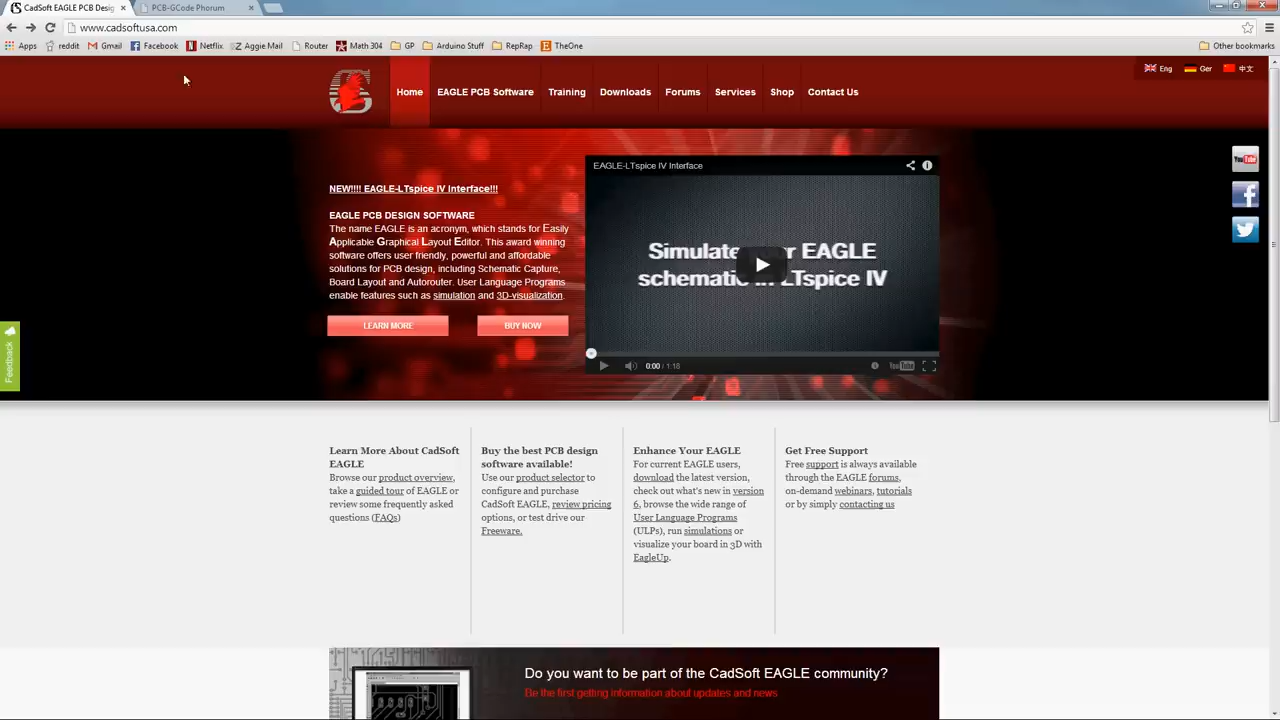 CadSoft EAGLE PCB Desig
PCB-GCode Phorum
www.cadsoftusa.com
Apps
reddit
Gmail
Facebook
Netflix
Aggie Mail
Router
Math 304
GP
Arduino Stuff
RepRap
TheOne
Other bookmarks
Home
EAGLE PCB Software
Training
Downloads
Forums
Services
Shop
Contact Us
Eng
Ger
中文
NEW!!!! EAGLE-LTspice IV Interface!!!
EAGLE PCB DESIGN SOFTWARE
The name EAGLE is an acronym, which stands for Easily
Applicable Graphical Layout Editor. This award winning
software offers user friendly, powerful and affordable
solutions for PCB design, including Schematic Capture,
Board Layout and Autorouter. User Language Programs
enable features such as simulation and 3D-visualization.
LEARN MORE
BUY NOW
EAGLE-LTspice IV Interface
EAGLE
schematic LTspice IV
0:00 / 1:18
YouTube
You Tube
Feedback
Learn More About CadSoft
EAGLE
Browse our product overview,
take a guided tour of EAGLE or
review some frequently asked
questions (FAQs)
Buy the best PCB design
software available!
Use our product selector to
configure and purchase
CadSoft EAGLE, review pricing
options, or test drive our
Freeware.
Enhance Your EAGLE
For current EAGLE users,
download the latest version,
check out what's new in version
6, browse the wide range of
User Language Programs
(ULPs), run simulations or
visualize your board in 3D with
EagleUp.
Get Free Support
Free support is always available
through the EAGLE forums,
on-demand webinars, tutorials
or by simply contacting us
Do you want to be part of the CadSoft EAGLE community?
Be the first getting information about updates and news